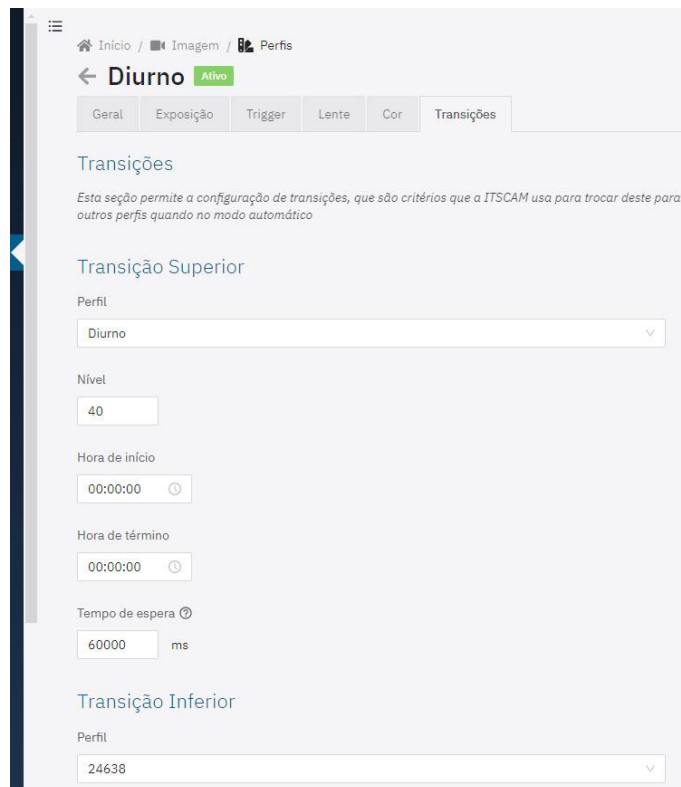 Início / Imagem / Perfis
Diurno Ativo
Geral Exposição Trigger Lente Cor Transições
Transições
Esta seção permite a configuração de transições, que são critérios que a ITSCAM usa para trocar deste para
outros perfis quando no modo automático
Transição Superior
Perfil
Diurno
Nível
40
Hora de início
00:00:00
Hora de término
00:00:00
Tempo de espera
60000 ms
Transição Inferior
Perfil
24638